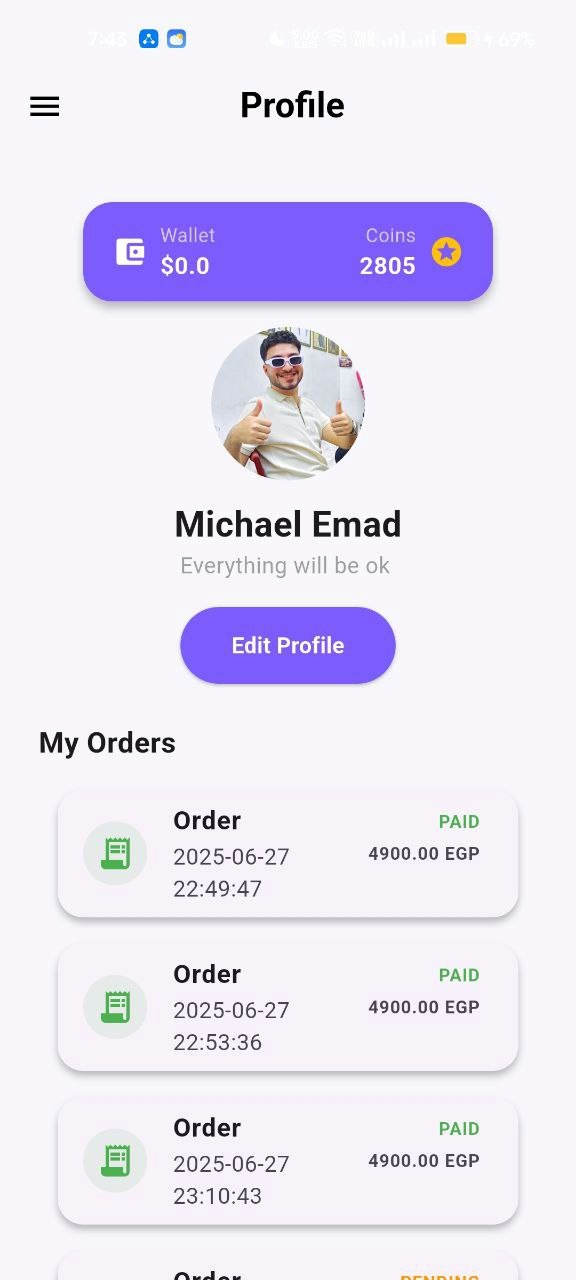 7:43
69%
Profile
Wallet
$0.0
Coins
2805
Michael Emad
Everything will be ok
Edit Profile
My Orders
Order
PAID
2025-06-27
22:49:47
4900.00 EGP
Order
PAID
2025-06-27
22:53:36
4900.00 EGP
Order
PAID
2025-06-27
23:10:43
4900.00 EGP
Order
PENDING